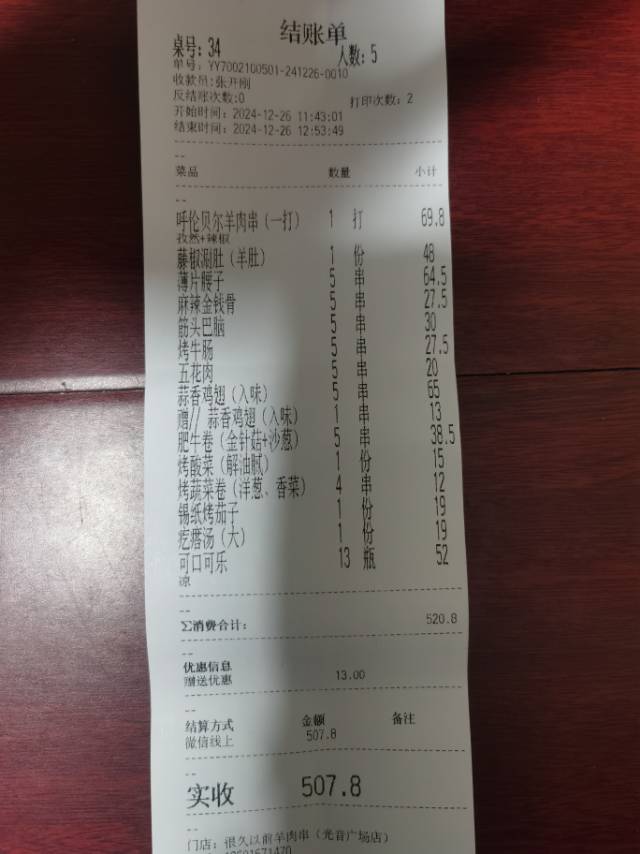 结账单
桌号: 34 人数: 5
单号: YY7002100501-241226-0010
收款员:张开刚
反结账次数:0 打印次数: 2
开始时间: 2024-12-26 11:43:01
结束时间: 2024-12-26 12:53:49
--
菜品 数量 小计
--
呼伦贝尔羊肉串(一打) 1 打 69.8
孜然+辣椒
藤椒涮肚(羊肚) 1 份 48
薄片腰子 5 串 64.5
麻辣金钱骨 5 串 27.5
筋头巴脑 5 串 30
烤牛肠 5 串 27.5
五花肉 5 串 20
蒜香鸡翅(入味) 5 串 65
赠// 蒜香鸡翅(入味) 1 串 13
肥牛卷(金针菇+沙葱) 5 串 38.5
烤酸菜(解油腻) 1 份 15
烤蔬菜卷(洋葱、香菜) 4 串 12
锡纸烤茄子 1 份 19
疙瘩汤(大) 1 份 19
可口可乐 13 瓶 52
凉
--
∑消费合计: 520.8
--
优惠信息
赠送优惠 13.00
--
结算方式 金额 备注
微信线上 507.8
--
实收 507.8
--
门店: 很久以前羊肉串(光音广场店)